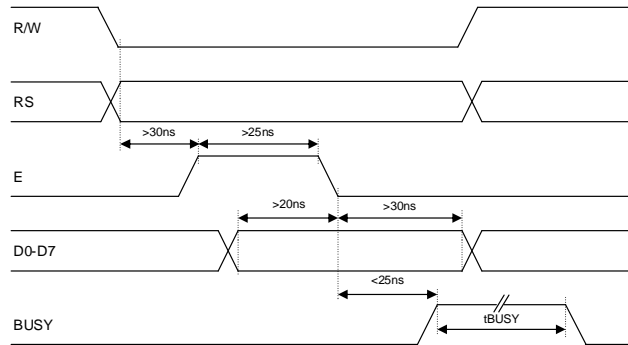 R/W
RS
>30ns >25ns
E
>20ns >30ns
D0-D7
<25ns
tBUSY
BUSY